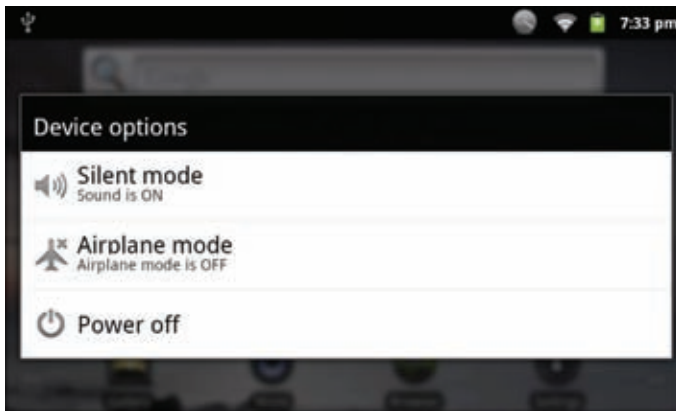 7:33 pm
Device options
Silent mode
Sound is ON
Airplane mode
Airplane mode is OFF
Power off